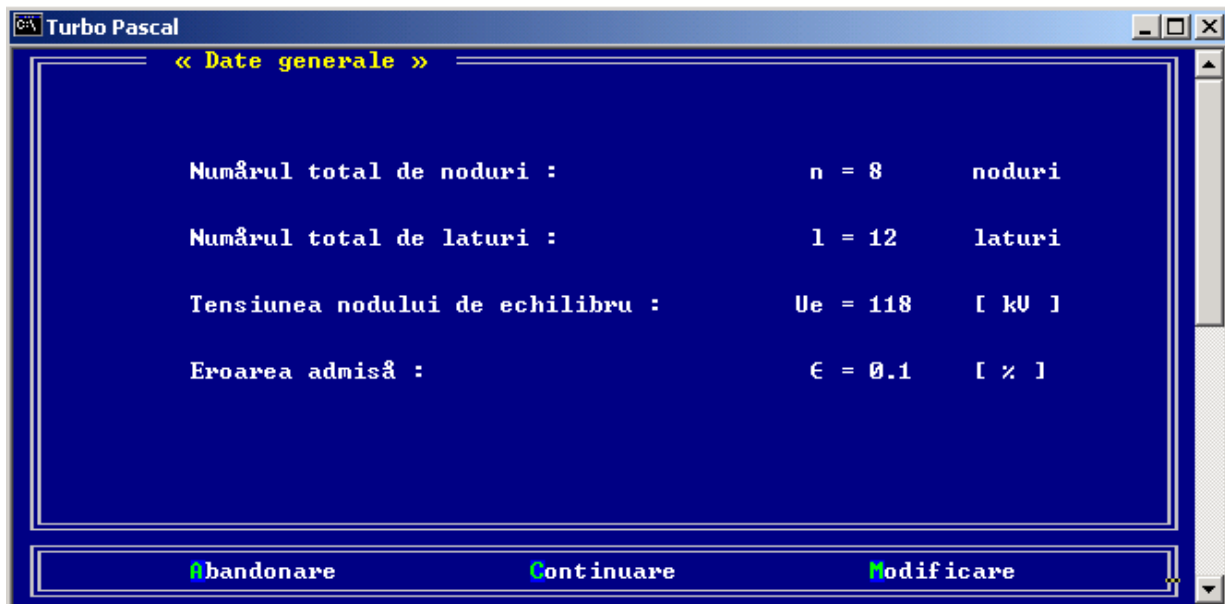 Turbo Pascal
« Date generale »
Numårul total de noduri : n = 8 noduri
Numårul total de laturi : l = 12 laturi
Tensiunea nodului de echilibru : Ue = 118 [ kV ]
Eroarea admiså : € = 0.1 [ % ]
Abandonare Continuare Modificare